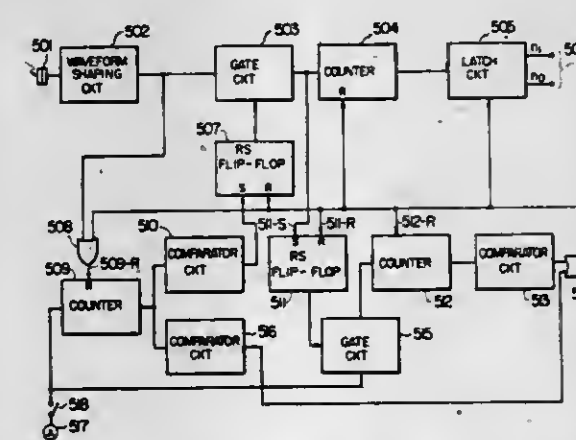 501
502
WAVEFORM
SHAPING
CKT
503
GATE
CKT
504
COUNTER
R
505
LATCH
CKT
n1
n0
507
RS
FLIP-FLOP
S R
508
509
509-R
COUNTER
510
COMPARATOR
CKT
511-S
511-R
S R
RS
FLIP-FLOP
511
512-R
COUNTER
512
COMPARATOR
CKT
513
COMPARATOR
CKT
516
GATE
CKT
515
518
517